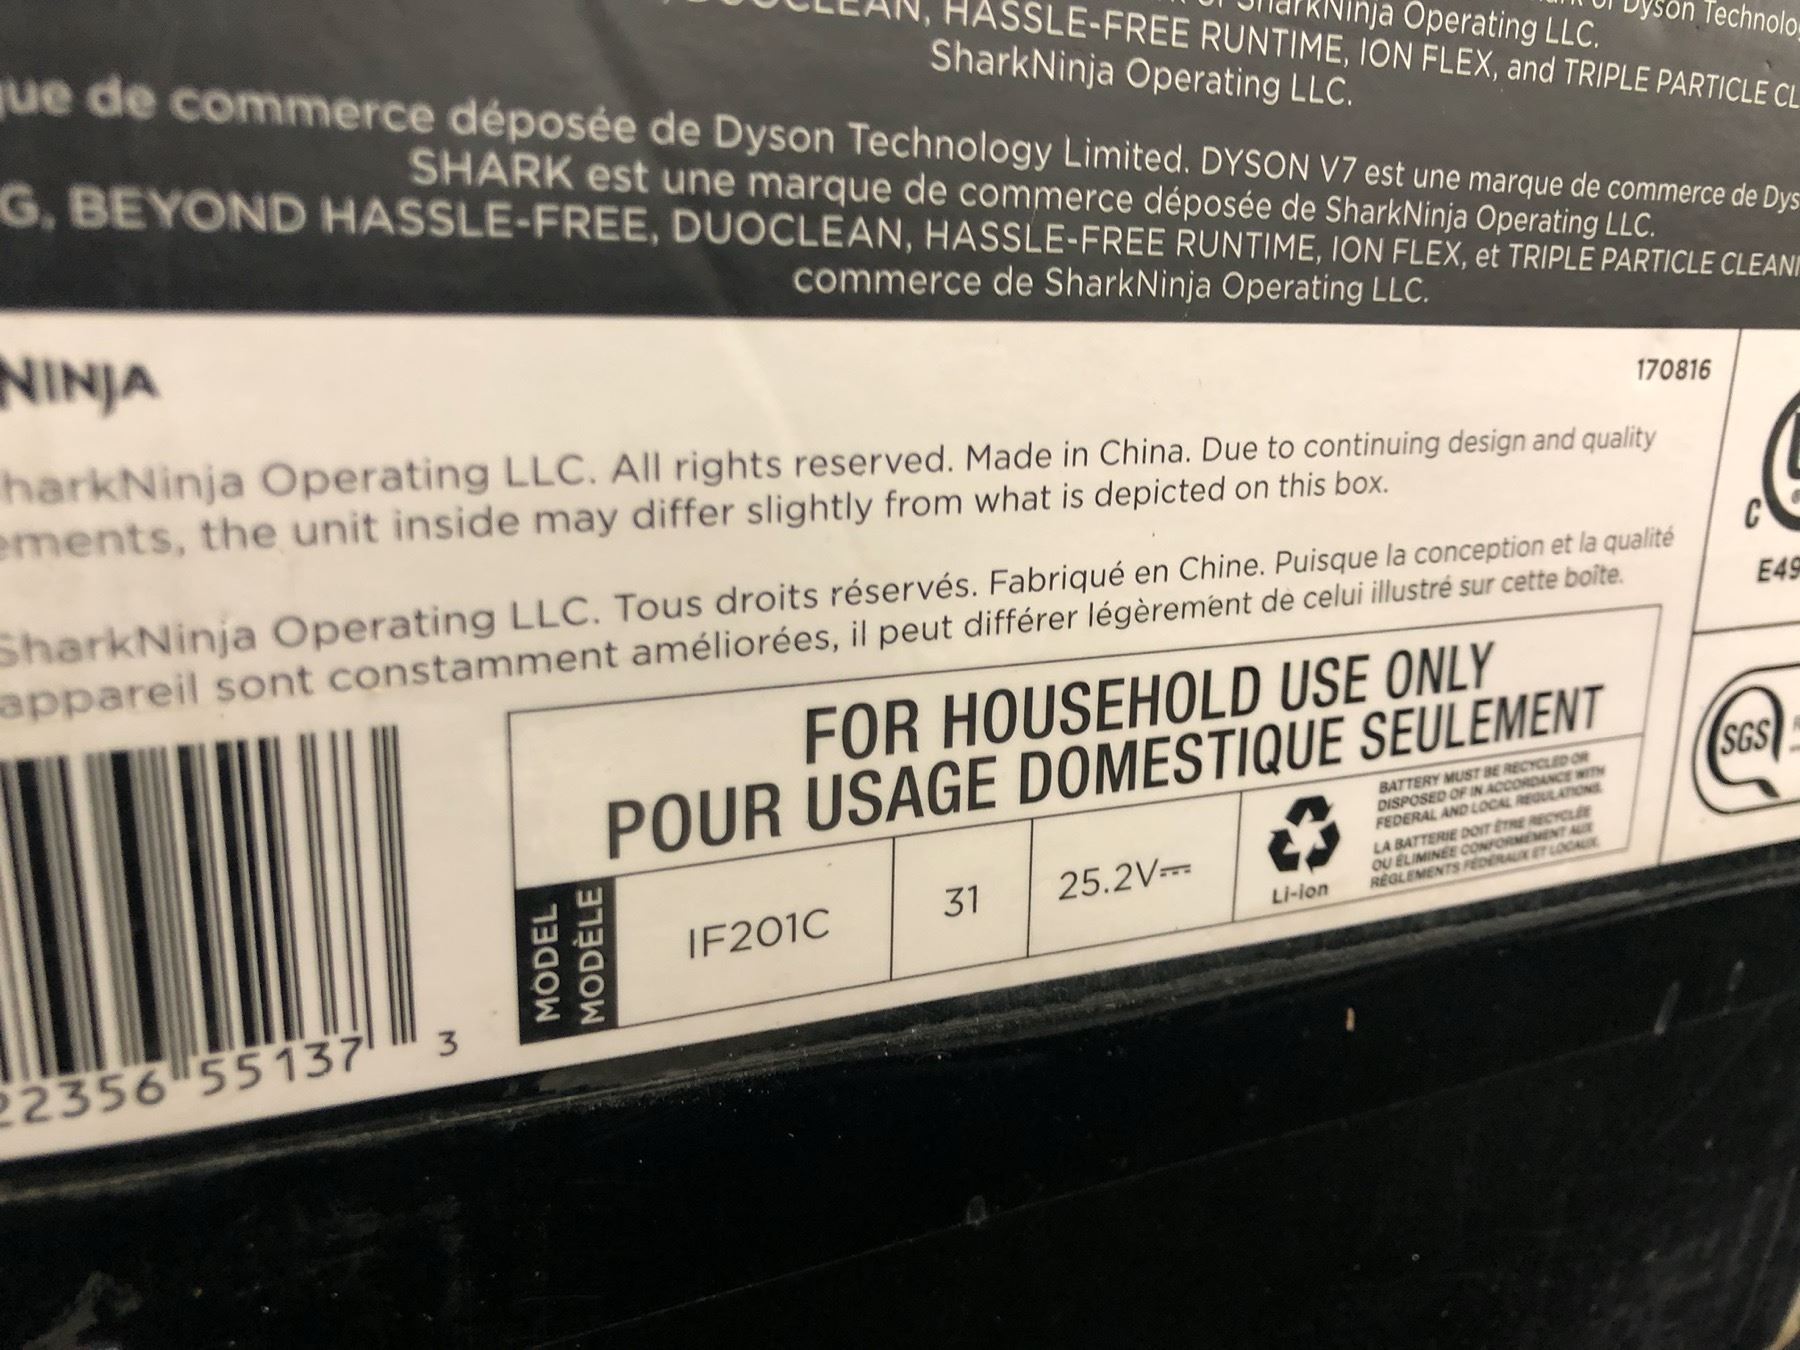 SharkNinja Operating LLC.
Dyson Technolo
CLEAN, HASSLE-FREE RUNTIME, ION FLEX, and TRIPLE PARTICLE CL
SharkNinja Operating LLC.
que de commerce déposée de Dyson Technology Limited. DYSON V7 est une marque de commerce de Dys
SHARK est une marque de commerce déposée de SharkNinja Operating LLC.
G, BEYOND HASSLE-FREE, DUOCLEAN, HASSLE-FREE RUNTIME, ION FLEX, et TRIPLE PARTICLE CLEANI
commerce de SharkNinja Operating LLC.
NINJA
170816
harkNinja Operating LLC. All rights reserved. Made in China. Due to continuing design and quality
ements, the unit inside may differ slightly from what is depicted on this box.
SharkNinja Operating LLC. Tous droits réservés. Fabriqué en Chine. Puisque la conception et la qualité
appareil sont constamment améliorées, il peut différer légèrement de celui illustré sur cette boîte.
C
E49
SGS
FOR HOUSEHOLD USE ONLY
POUR USAGE DOMESTIQUE SEULEMENT
MODEL
MODÈLE
IF201C
31
25.2V⎓
Li-Ion
BATTERY MUST BE RECYCLED OR
DISPOSED OF IN ACCORDANCE WITH
FEDERAL AND LOCAL REGULATIONS.
LA BATTERIE DOIT ÊTRE RECYCLÉE
OU ÉLIMINÉE CONFORMÉMENT AUX
RÈGLEMENTS FÉDÉRAUX ET LOCAUX.
22356 55137 3